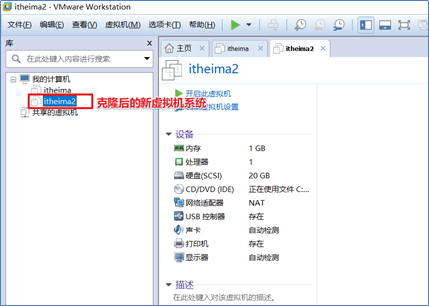 itheima2 - VMware Workstation
文件(F) 编辑(E) 查看(V) 虚拟机(M) 选项卡(T) 帮助(H)
库
在此处键入内容进行搜索
我的计算机
itheima
itheima2
克隆后的新虚拟机系统
共享的虚拟机
主页 itheima itheima2
itheima2
开启此虚拟机
虚拟机设置
设备
内存 1 GB
处理器 1
硬盘(SCSI) 20 GB
CD/DVD (IDE) 正在使用文件 C:...
网络适配器 NAT
USB 控制器 存在
声卡 自动检测
打印机 存在
显示器 自动检测
描述
在此处键入对该虚拟机的描述。